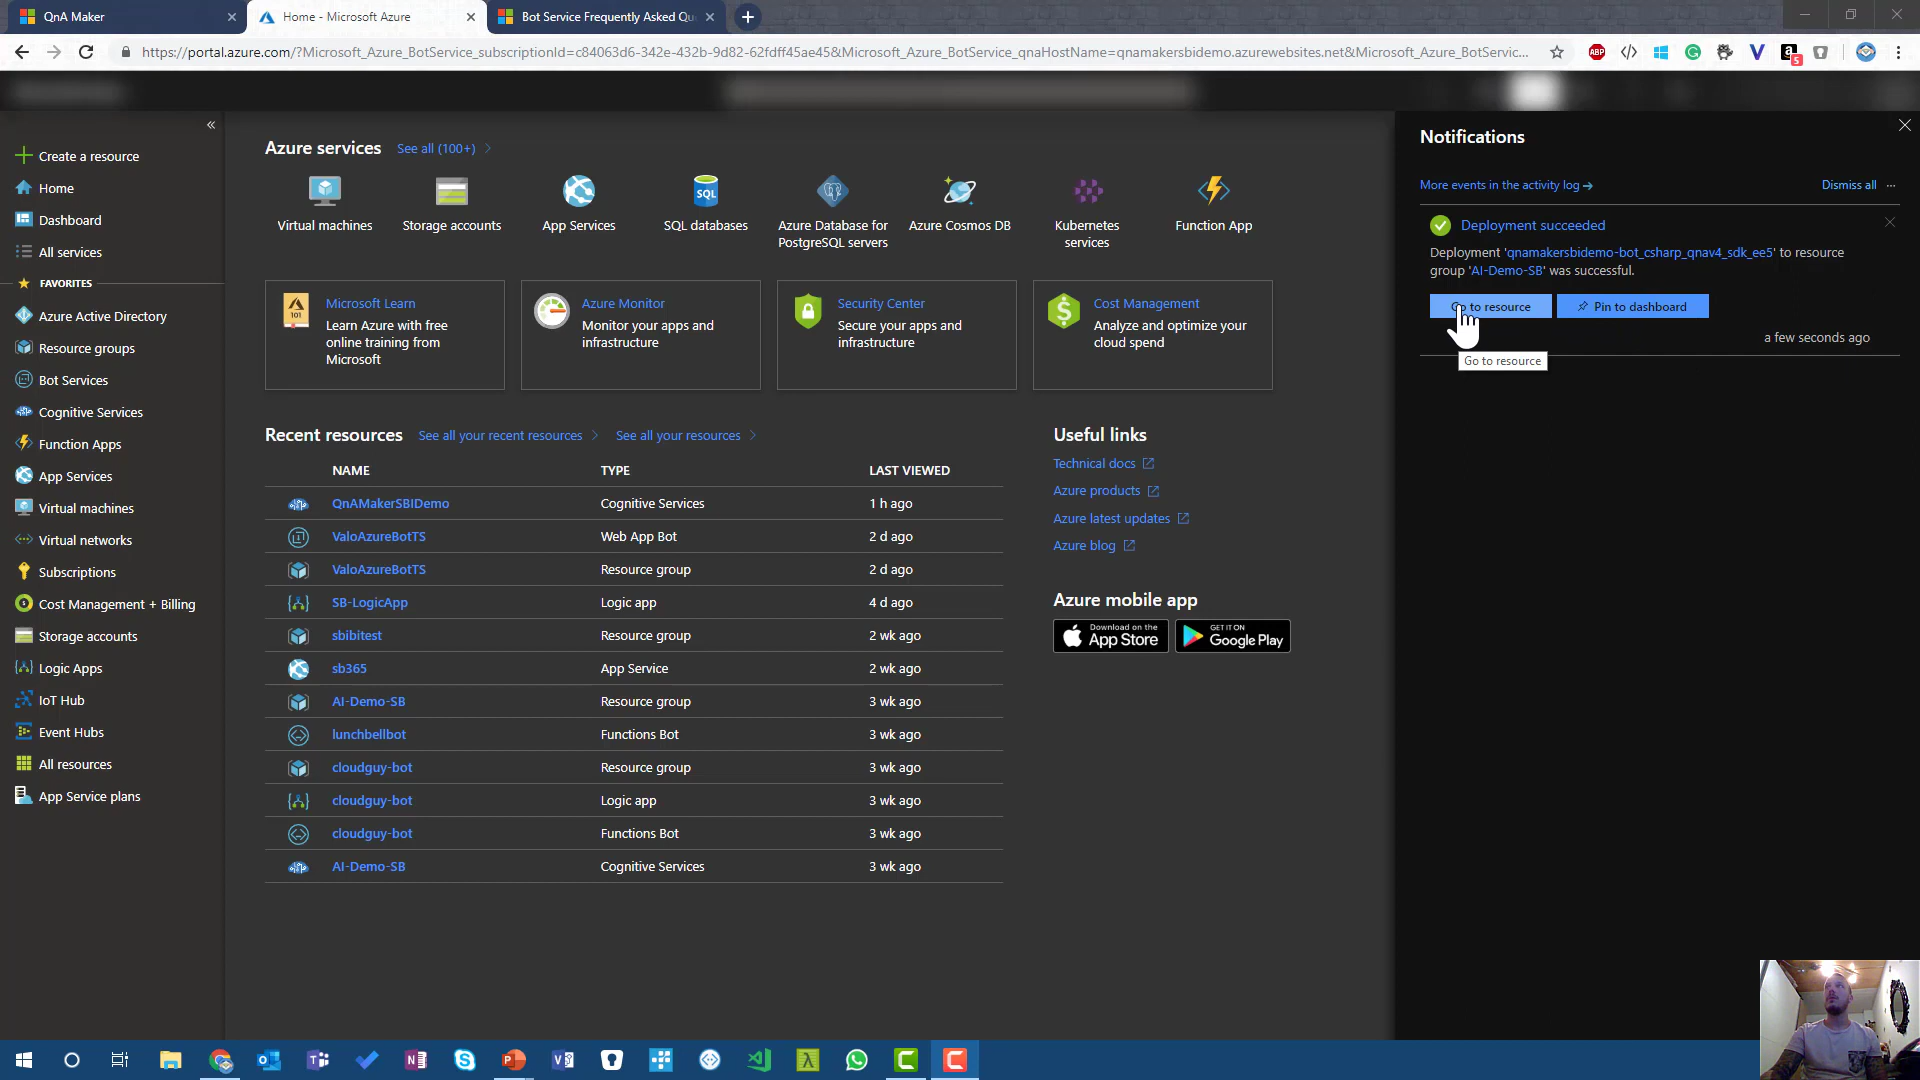 QnA Maker
Home - Microsoft Azure
Bot Service Frequently Asked Qu
https://portal.azure.com/?Microsoft_Azure_BotService_subscriptionId=c84063d6-342e-432b-9d82-62fdff45ae45&Microsoft_Azure_BotService_qnaHostName=qnamakersbidemo.azurewebsites.net&Microsoft_Azure_BotServic...
ABP
5
Create a resource
Home
Dashboard
All services
FAVORITES
Azure Active Directory
Resource groups
Bot Services
Cognitive Services
Function Apps
App Services
Virtual machines
Virtual networks
Subscriptions
Cost Management + Billing
Storage accounts
Logic Apps
IoT Hub
Event Hubs
All resources
App Service plans
Azure services
See all (100+)
Virtual machines
Storage accounts
App Services
SQL
SQL databases
Azure Database for
PostgreSQL servers
Azure Cosmos DB
Kubernetes
services
Function App
101
Microsoft Learn
Learn Azure with free
online training from
Microsoft
Azure Monitor
Monitor your apps and
infrastructure
Security Center
Secure your apps and
infrastructure
Cost Management
Analyze and optimize your
cloud spend
Recent resources
See all your recent resources
See all your resources
NAME TYPE LAST VIEWED
QnAMakerSBIDemo Cognitive Services 1 h ago
ValoAzureBotTS Web App Bot 2 d ago
ValoAzureBotTS Resource group 2 d ago
SB-LogicApp Logic app 4 d ago
sbibitest Resource group 2 wk ago
sb365 App Service 2 wk ago
AI-Demo-SB Resource group 3 wk ago
lunchbellbot Functions Bot 3 wk ago
cloudguy-bot Resource group 3 wk ago
cloudguy-bot Logic app 3 wk ago
cloudguy-bot Functions Bot 3 wk ago
AI-Demo-SB Cognitive Services 3 wk ago
Useful links
Technical docs
Azure products
Azure latest updates
Azure blog
Azure mobile app
Download on the
App Store
GET IT ON
Google Play
Notifications
More events in the activity log
Dismiss all
...
Deployment succeeded
Deployment 'qnamakersbidemo-bot_csharp_qnav4_sdk_ee5' to resource
group 'AI-Demo-SB' was successful.
Go to resource
Pin to dashboard
a few seconds ago
Go to resource